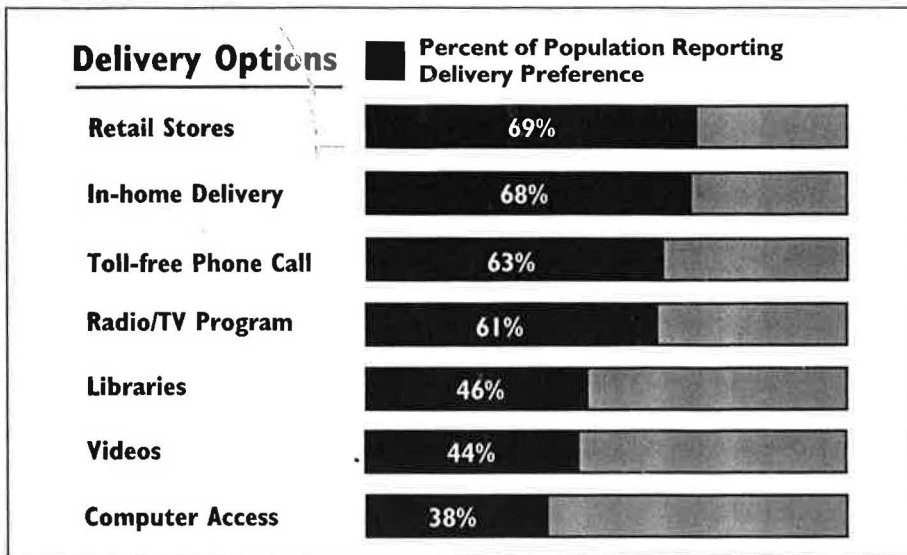 Delivery Options
Percent of Population Reporting
Delivery Preference
Retail Stores 69%
In-home Delivery 68%
Toll-free Phone Call 63%
Radio/TV Program 61%
Libraries 46%
Videos 44%
Computer Access 38%